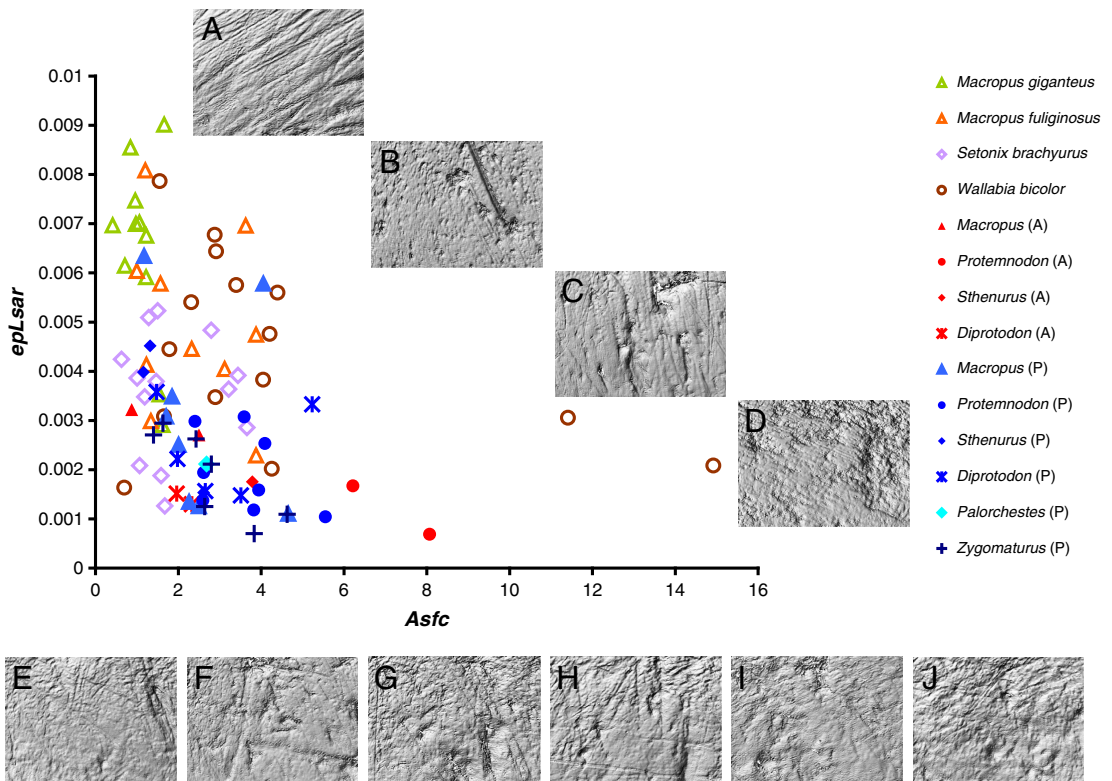 A
B
C
D
0.01
0.009
0.008
0.007
0.006
0.005
0.004
0.003
0.002
0.001
0
epLsar
0 2 4 6 8 10 12 14 16
Asfc
Macropus giganteus
Macropus fuliginosus
Setonix brachyurus
Wallabia bicolor
Macropus (A)
Protemnodon (A)
Sthenurus (A)
Diprotodon (A)
Macropus (P)
Protemnodon (P)
Sthenurus (P)
Diprotodon (P)
Palorchestes (P)
Zygomaturus (P)
E F G H I J